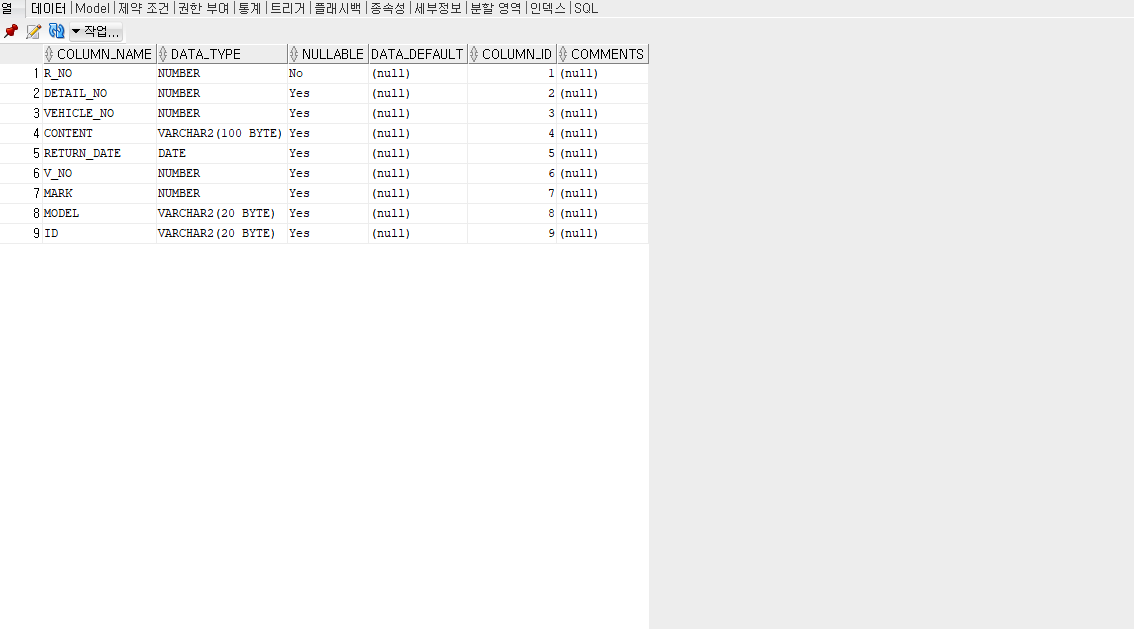 열 데이터 Model 제약 조건 권한 부여 통계 트리거 플래시백 종속성 세부정보 분할 영역 인덱스 SQL
작업...
COLUMN_NAME DATA_TYPE NULLABLE DATA_DEFAULT COLUMN_ID COMMENTS
1 R_NO NUMBER No (null) 1 (null)
2 DETAIL_NO NUMBER Yes (null) 2 (null)
3 VEHICLE_NO NUMBER Yes (null) 3 (null)
4 CONTENT VARCHAR2(100 BYTE) Yes (null) 4 (null)
5 RETURN_DATE DATE Yes (null) 5 (null)
6 V_NO NUMBER Yes (null) 6 (null)
7 MARK NUMBER Yes (null) 7 (null)
8 MODEL VARCHAR2(20 BYTE) Yes (null) 8 (null)
9 ID VARCHAR2(20 BYTE) Yes (null) 9 (null)